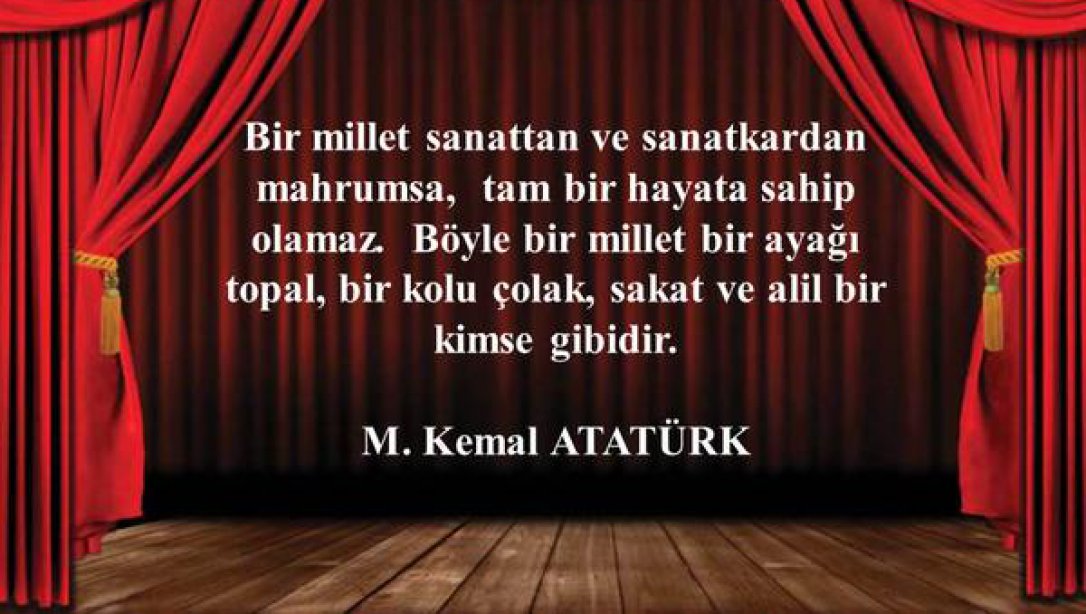 Bir millet sanattan ve sanatkardan
mahrumsa, tam bir hayata sahip
olamaz. Böyle bir millet bir ayağı
topal, bir kolu çolak, sakat ve alil bir
kimse gibidir.
M. Kemal ATATÜRK